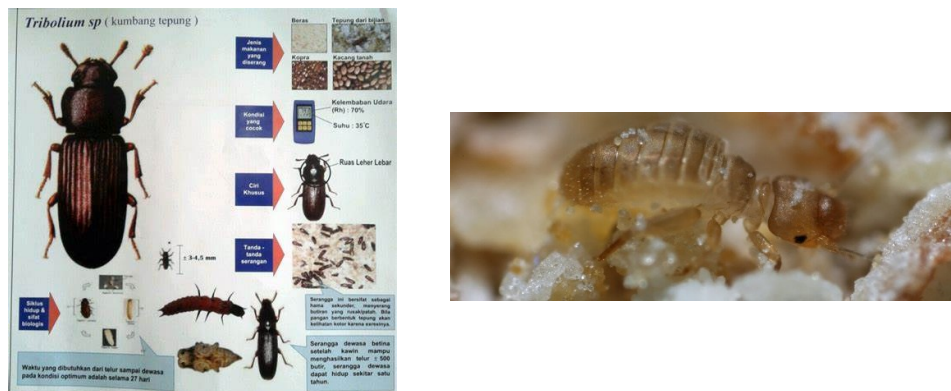 Tribolium sp ( kumbang tepung )
Beras
Tepung dari bijian
Jenis
makanan
yang
diserang
Kopra
Kacang tanah
Kondisi
yang
cocok
Kelembaban Udara
(Rh) : 70%
Suhu : 35°C
Ciri
Khusus
Ruas Leher Lebar
Tanda -
tanda
serangan
± 3-4,5 mm
Siklus
hidup &
sifat
biologis
Serangga ini bersifat sebagai
hama sekunder, menyerang
butiran yang rusak/patah. Bila
pangan berbentuk tepung akan
kelihatan kotor karena
Serangga dewasa betina
setelah kawin mampu
menghasilkan telur ± 500
butir, serangga dewasa
dapat hidup sekitar satu
tahun.
Waktu yang dibutuhkan dari telur sampai dewasa
pada kondisi optimum adalah selama 27 hari